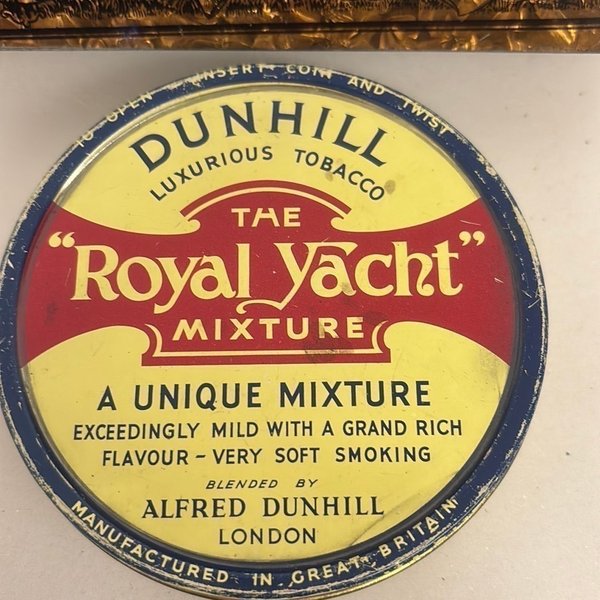 TO OPEN - INSERT COIN AND TWIST
DUNHILL
LUXURIOUS TOBACCO
THE
"Royal Yacht"
MIXTURE
A UNIQUE MIXTURE
EXCEEDINGLY MILD WITH A GRAND RICH
FLAVOUR - VERY SOFT SMOKING
BLENDED BY
ALFRED DUNHILL
LONDON
MANUFACTURED IN GREAT BRITAIN